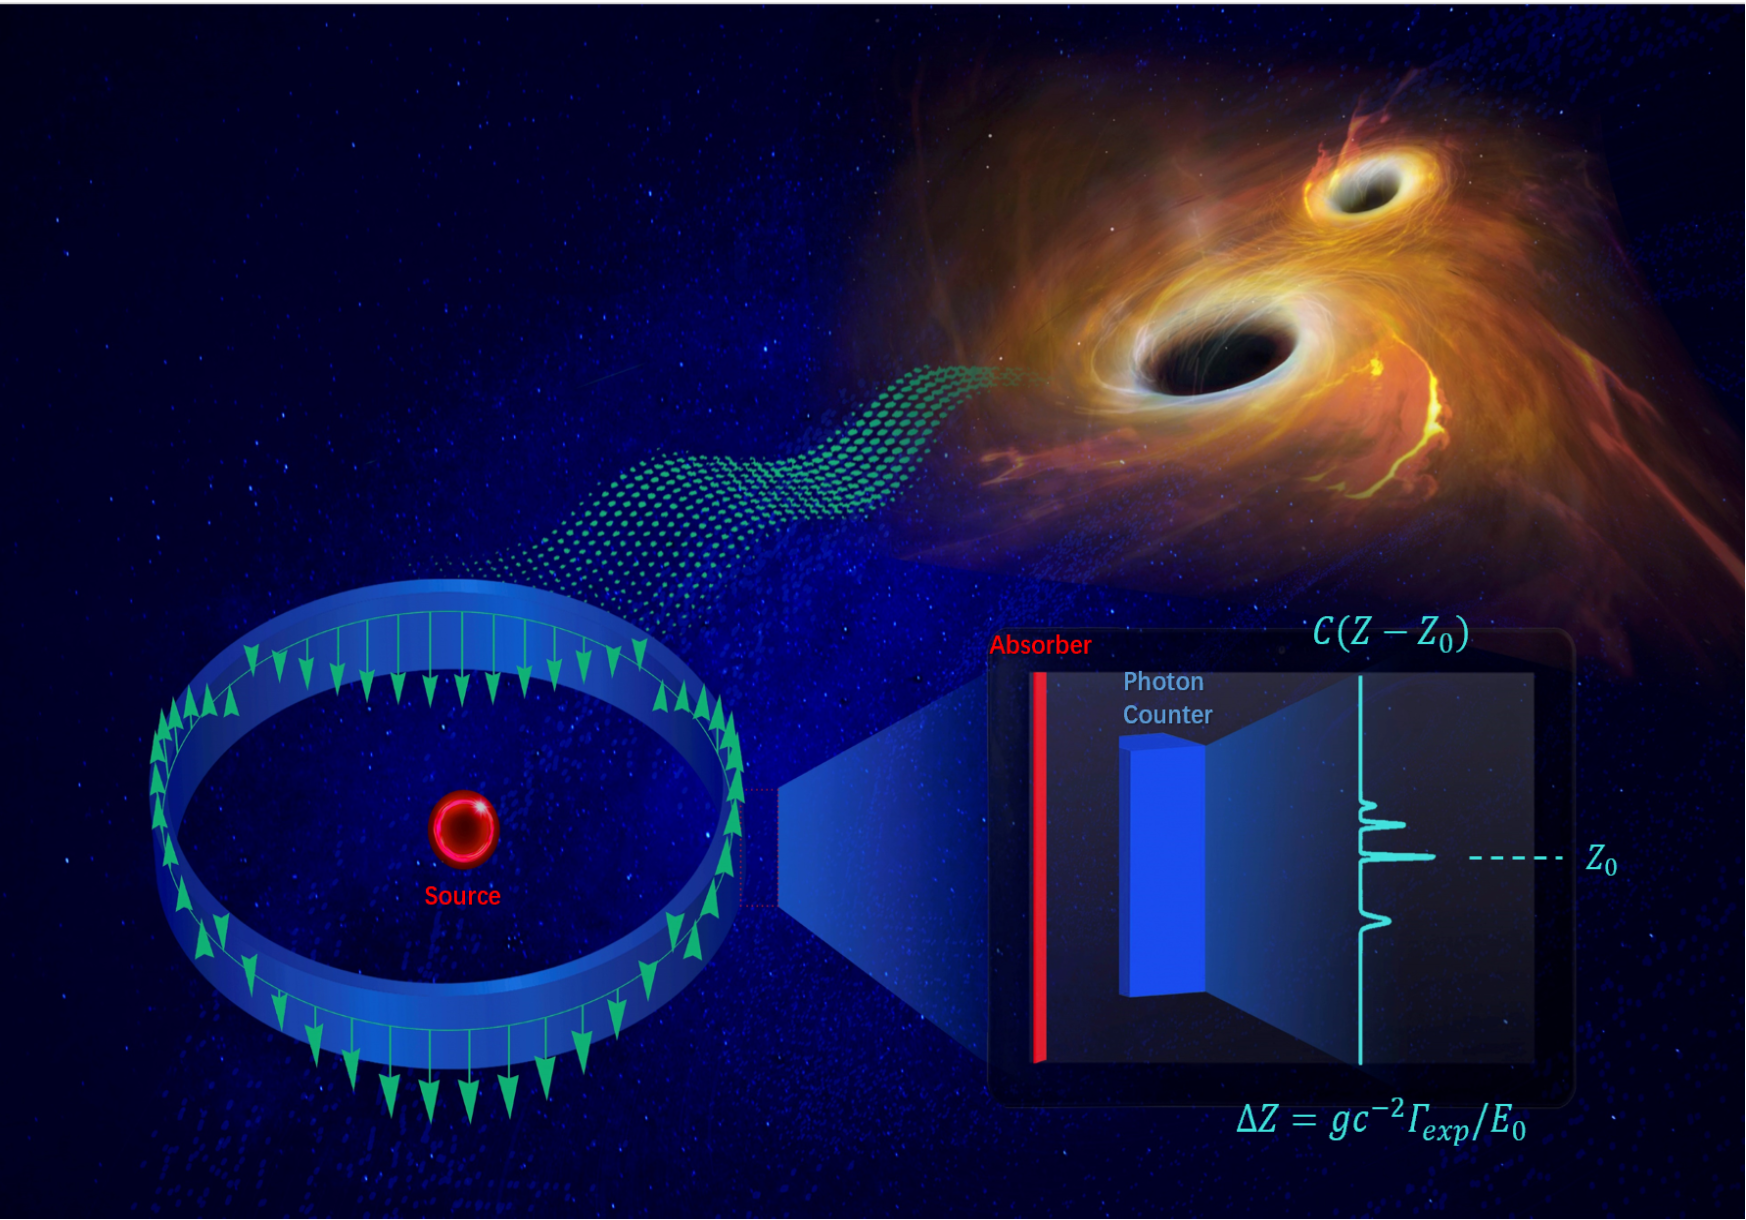 C(Z − Z₀)
Absorber
Photon
Counter
Z₀
Source
ΔZ = gc⁻²Γₑₓₚ/E₀